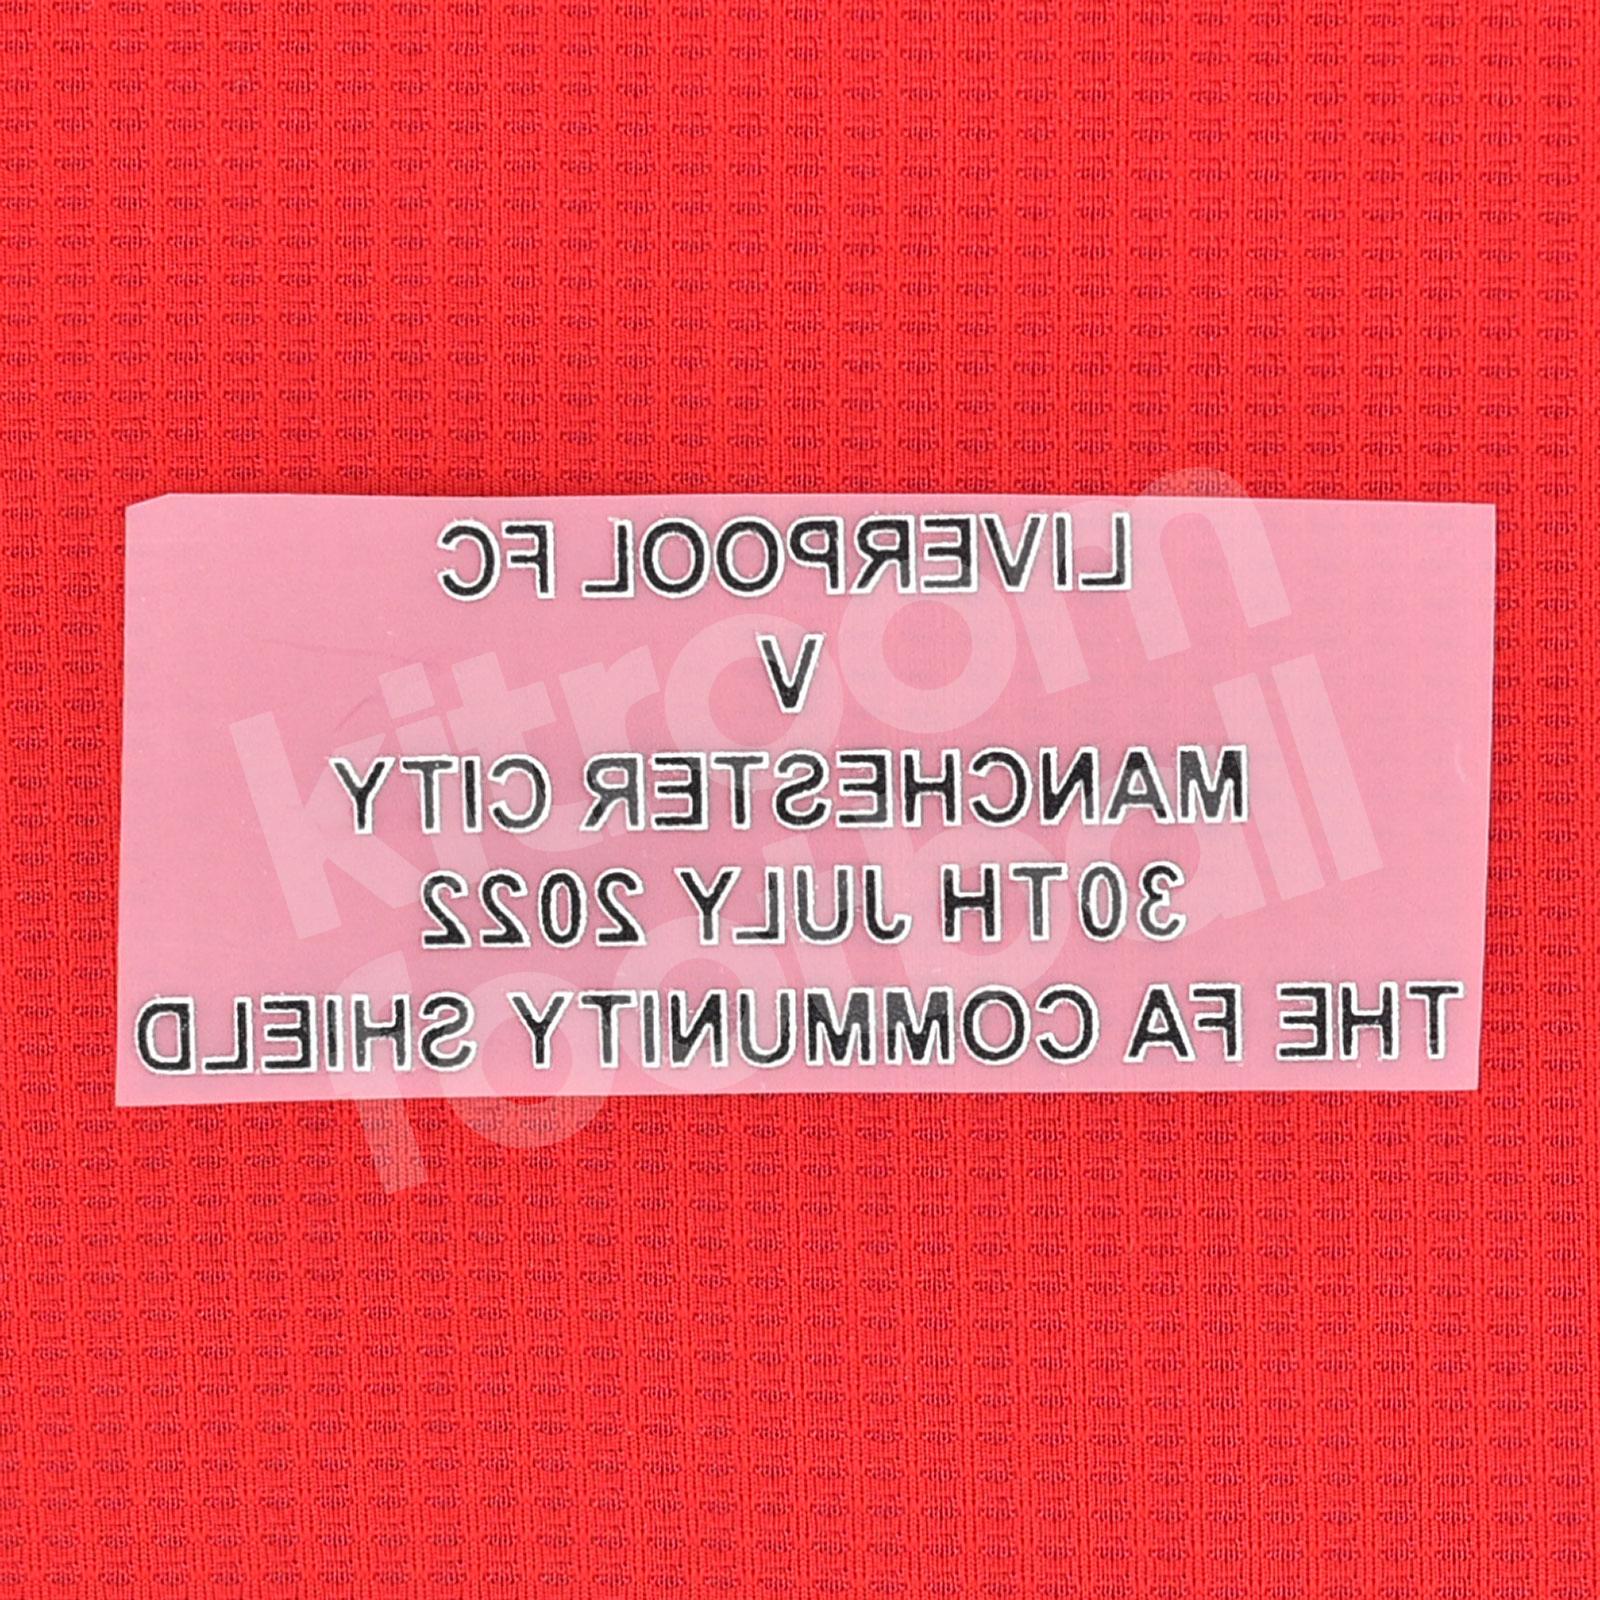 LIVERPOOL FC
V
MANCHESTER CITY
30TH JULY 2022
THE FA COMMUNITY SHIELD
kitroom
football